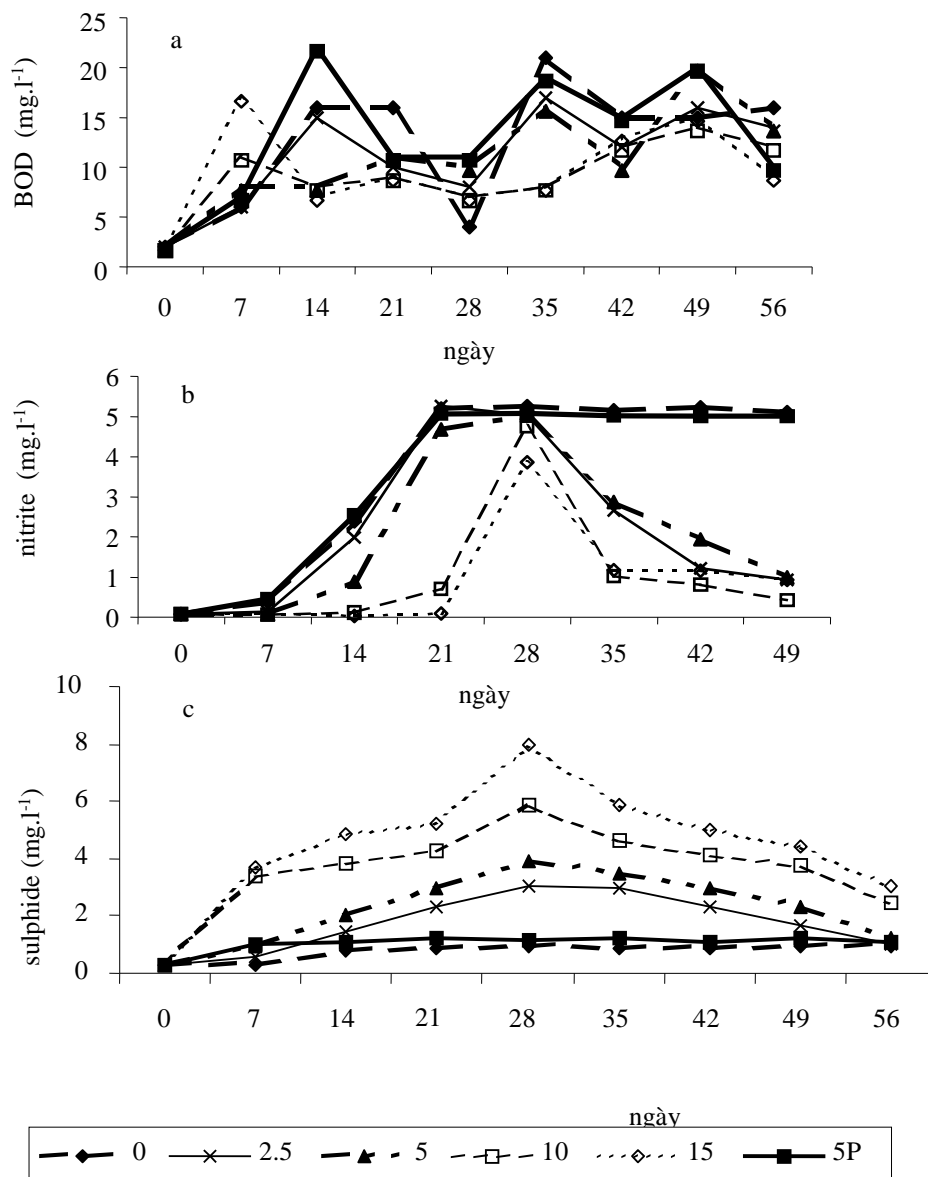 a
BOD (mg.l⁻¹)
25
20
15
10
5
0
0 7 14 21 28 35 42 49 56
ngày
b
nitrite (mg.l⁻¹)
6
5
4
3
2
1
0
0 7 14 21 28 35 42 49
ngày
c
sulphide (mg.l⁻¹)
10
8
6
4
2
0
0 7 14 21 28 35 42 49 56
ngày
0 2.5 5 10 15 5P